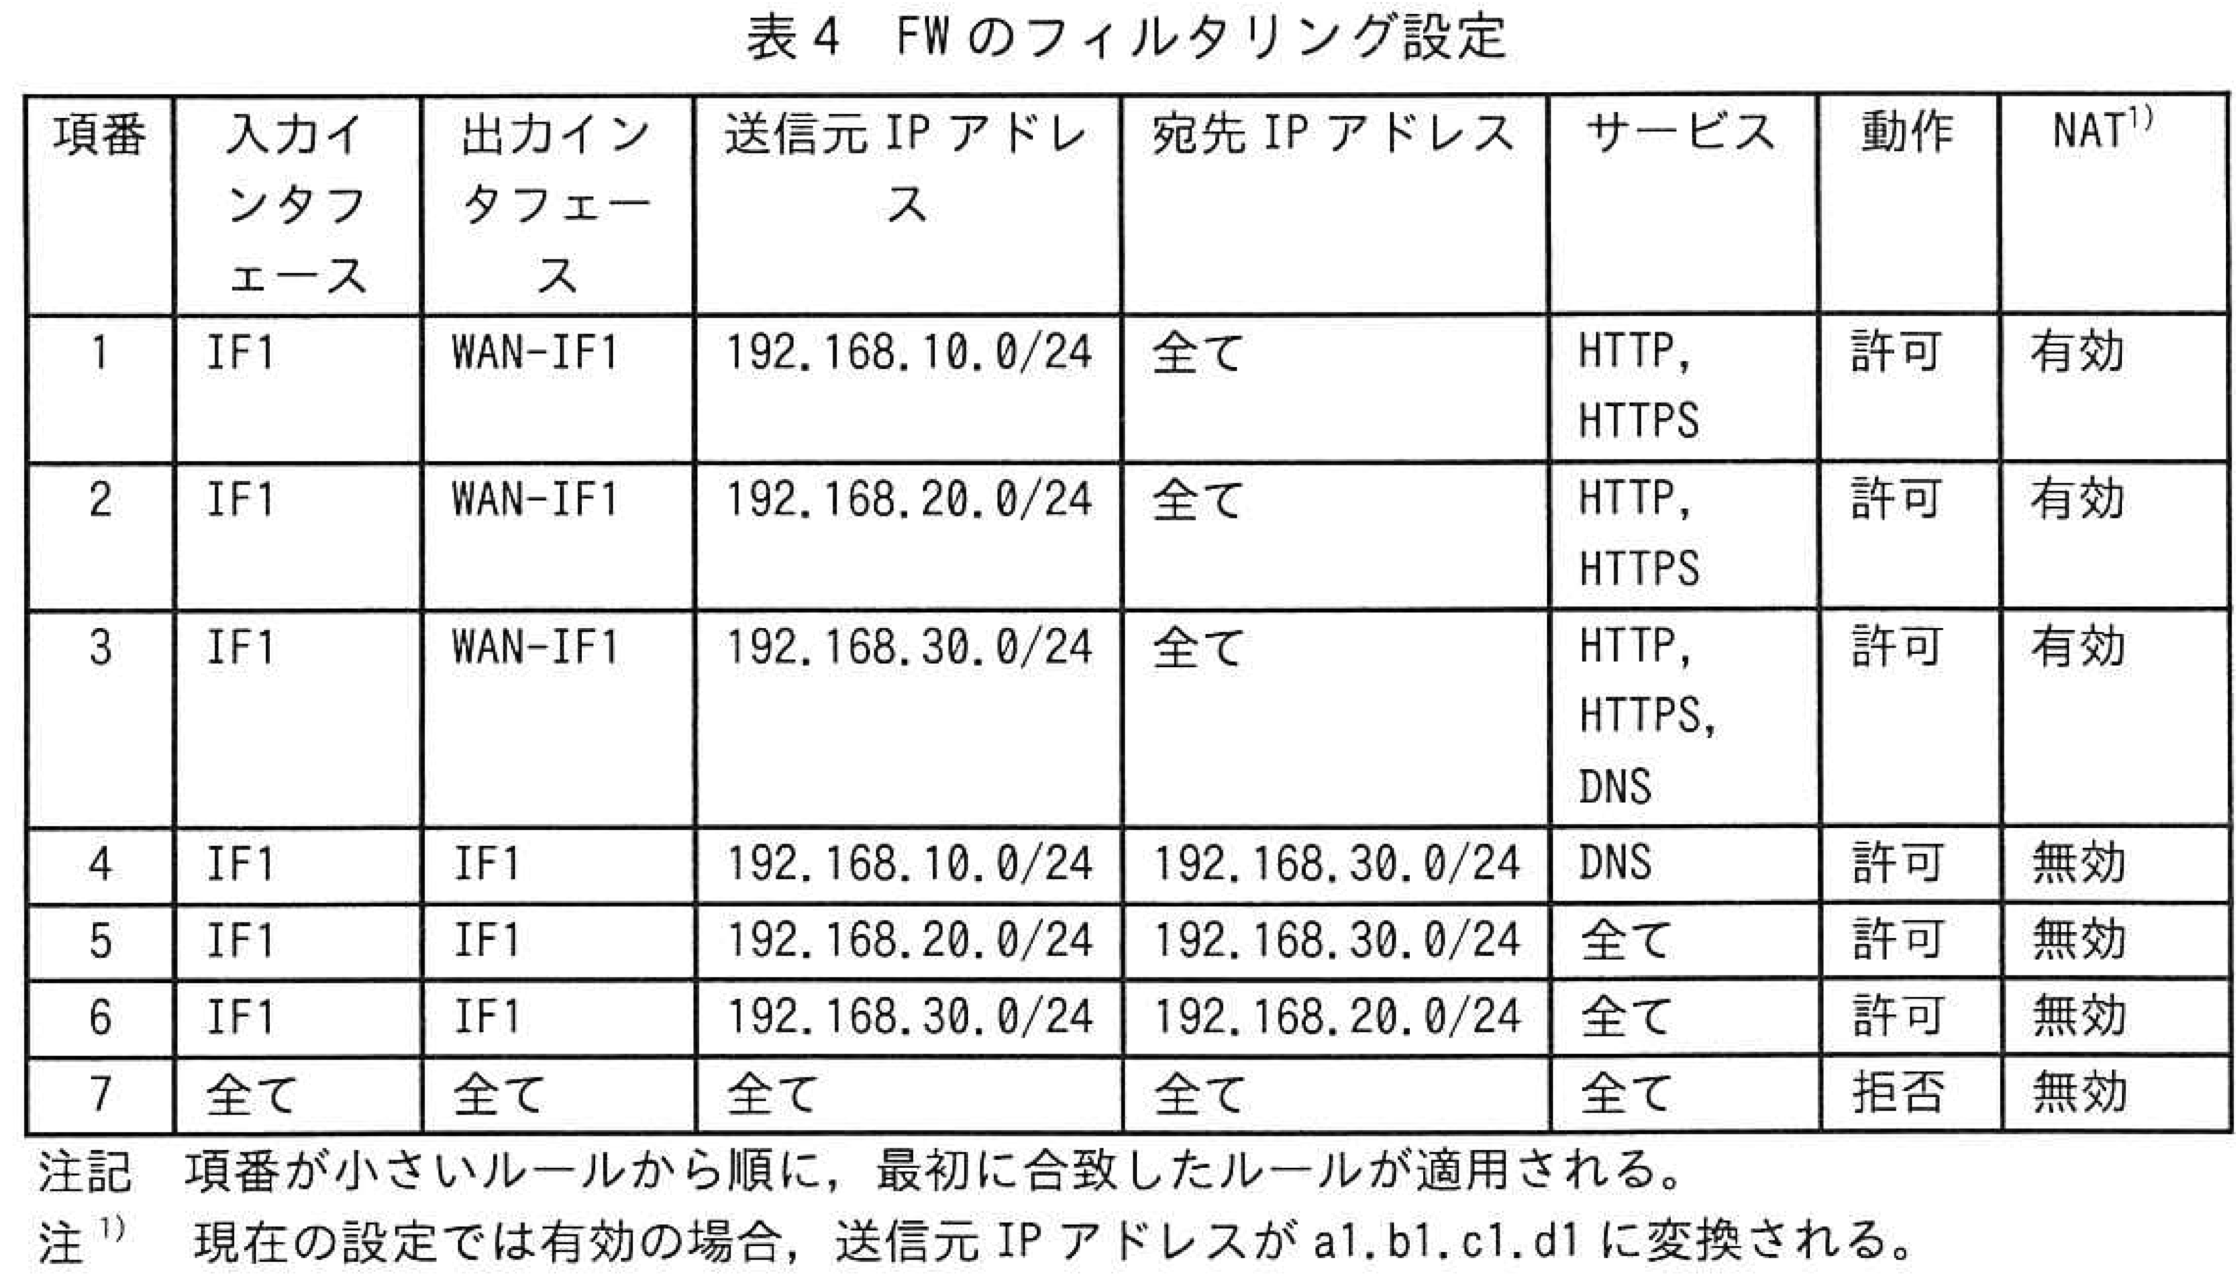 表4　FWのフィルタリング設定
項番 入力インタフェース 出力インタフェース 送信元 IP アドレス 宛先 IP アドレス サービス 動作 NAT1)
1 IF1 WAN-IF1 192.168.10.0/24 全て HTTP, HTTPS 許可 有効
2 IF1 WAN-IF1 192.168.20.0/24 全て HTTP, HTTPS 許可 有効
3 IF1 WAN-IF1 192.168.30.0/24 全て HTTP, HTTPS, DNS 許可 有効
4 IF1 IF1 192.168.10.0/24 192.168.30.0/24 DNS 許可 無効
5 IF1 IF1 192.168.20.0/24 192.168.30.0/24 全て 許可 無効
6 IF1 IF1 192.168.30.0/24 192.168.20.0/24 全て 許可 無効
7 全て 全て 全て 全て 全て 拒否 無効
注記　項番が小さいルールから順に，最初に合致したルールが適用される。
注1)　現在の設定では有効の場合，送信元 IP アドレスが a1.b1.c1.d1 に変換される。